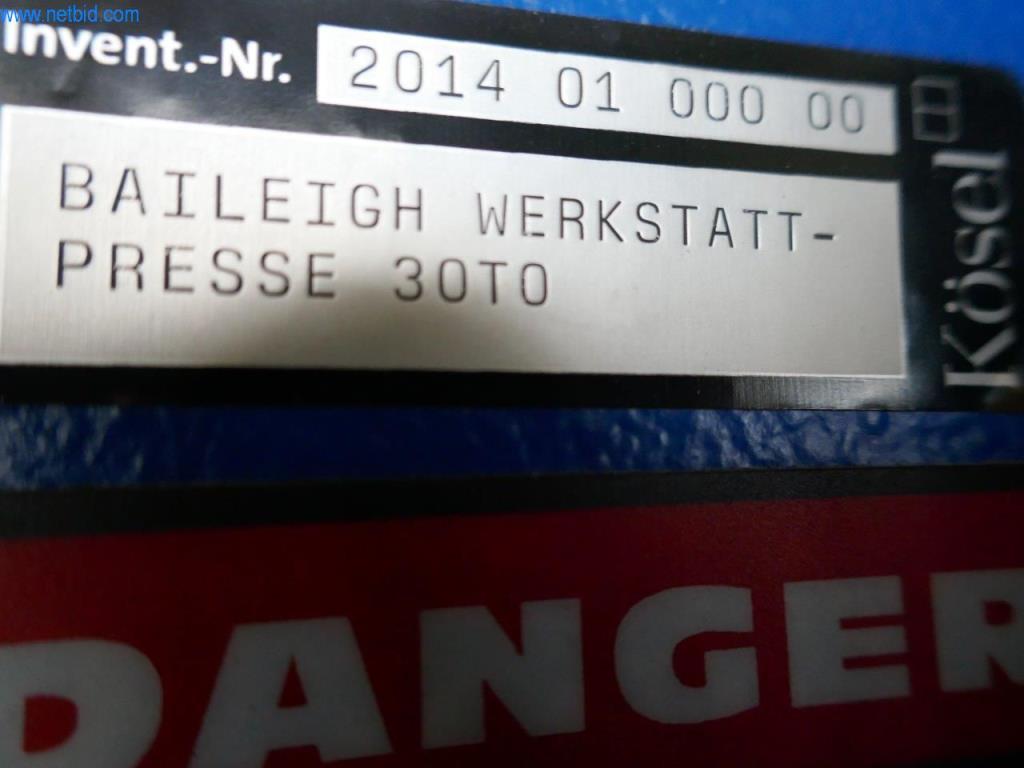 www.netbid.com
Invent.-Nr. 2014 01 000 00
BAILEIGH WERKSTATT-
PRESSE 30TO
Kösel
DANGER